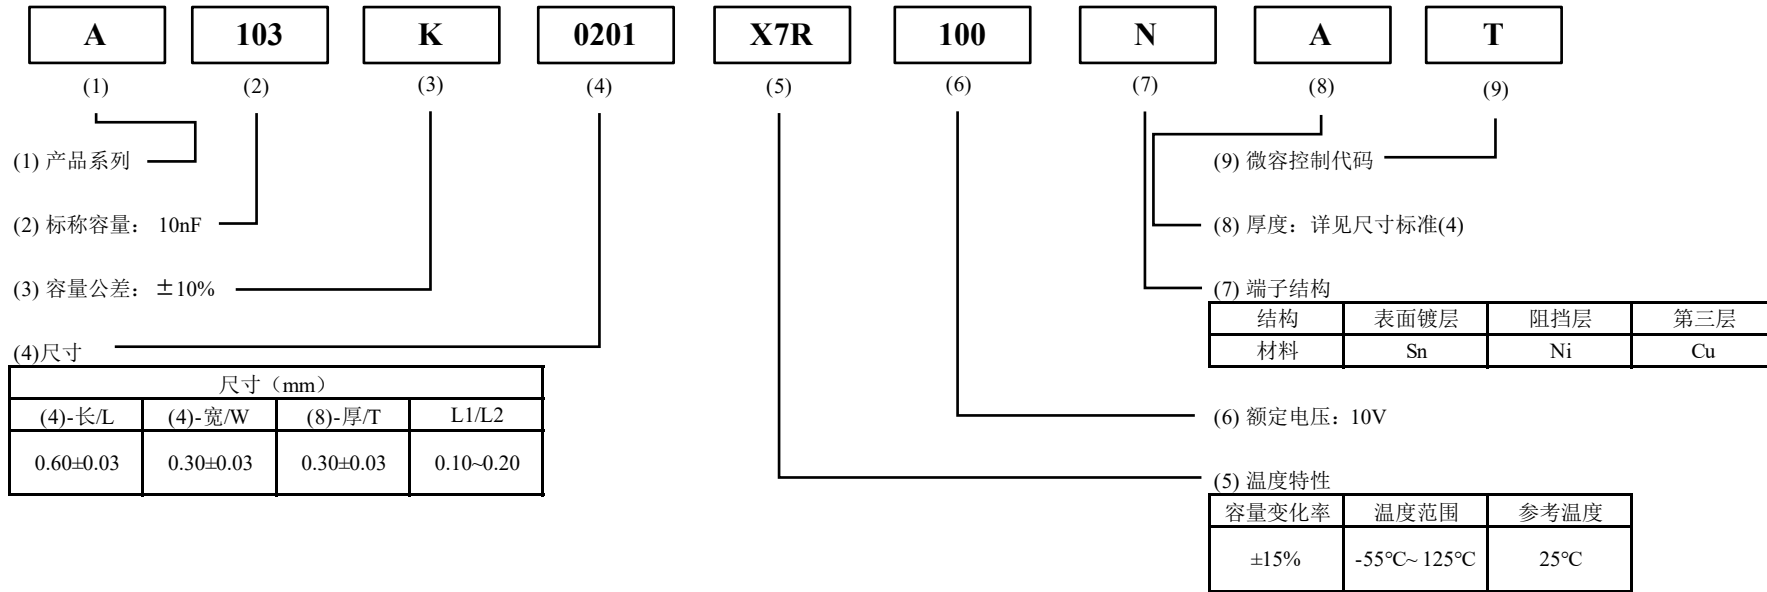 A 103 K 0201 X7R 100 N A T
(1) (2) (3) (4) (5) (6) (7) (8) (9)
(1) 产品系列
(9) 微容控制代码
(2) 标称容量： 10nF
(8) 厚度：详见尺寸标准(4)
(3) 容量公差： ±10%
(7) 端子结构
结构 表面镀层 阻挡层 第三层
材料 Sn Ni Cu
(4)尺寸
尺寸（mm）
(4)-长/L (4)-宽/W (8)-厚/T L1/L2
0.60±0.03 0.30±0.03 0.30±0.03 0.10~0.20
(6) 额定电压：10V
(5) 温度特性
容量变化率 温度范围 参考温度
±15% -55℃~ 125℃ 25℃